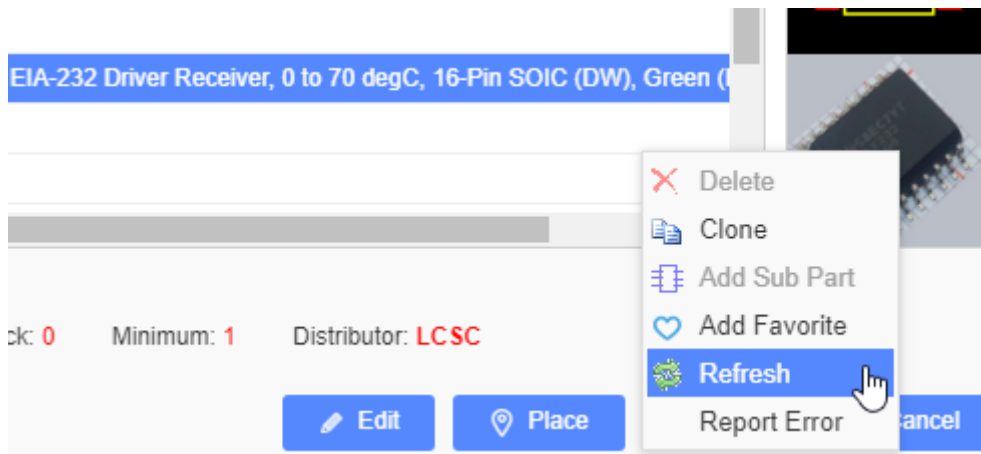 EIA-232 Driver Receiver, 0 to 70 degC, 16-Pin SOIC (DW), Green (
Delete
Clone
Add Sub Part
Add Favorite
Refresh
Report Error
ck: 0 Minimum: 1 Distributor: LCSC
Edit Place Cancel